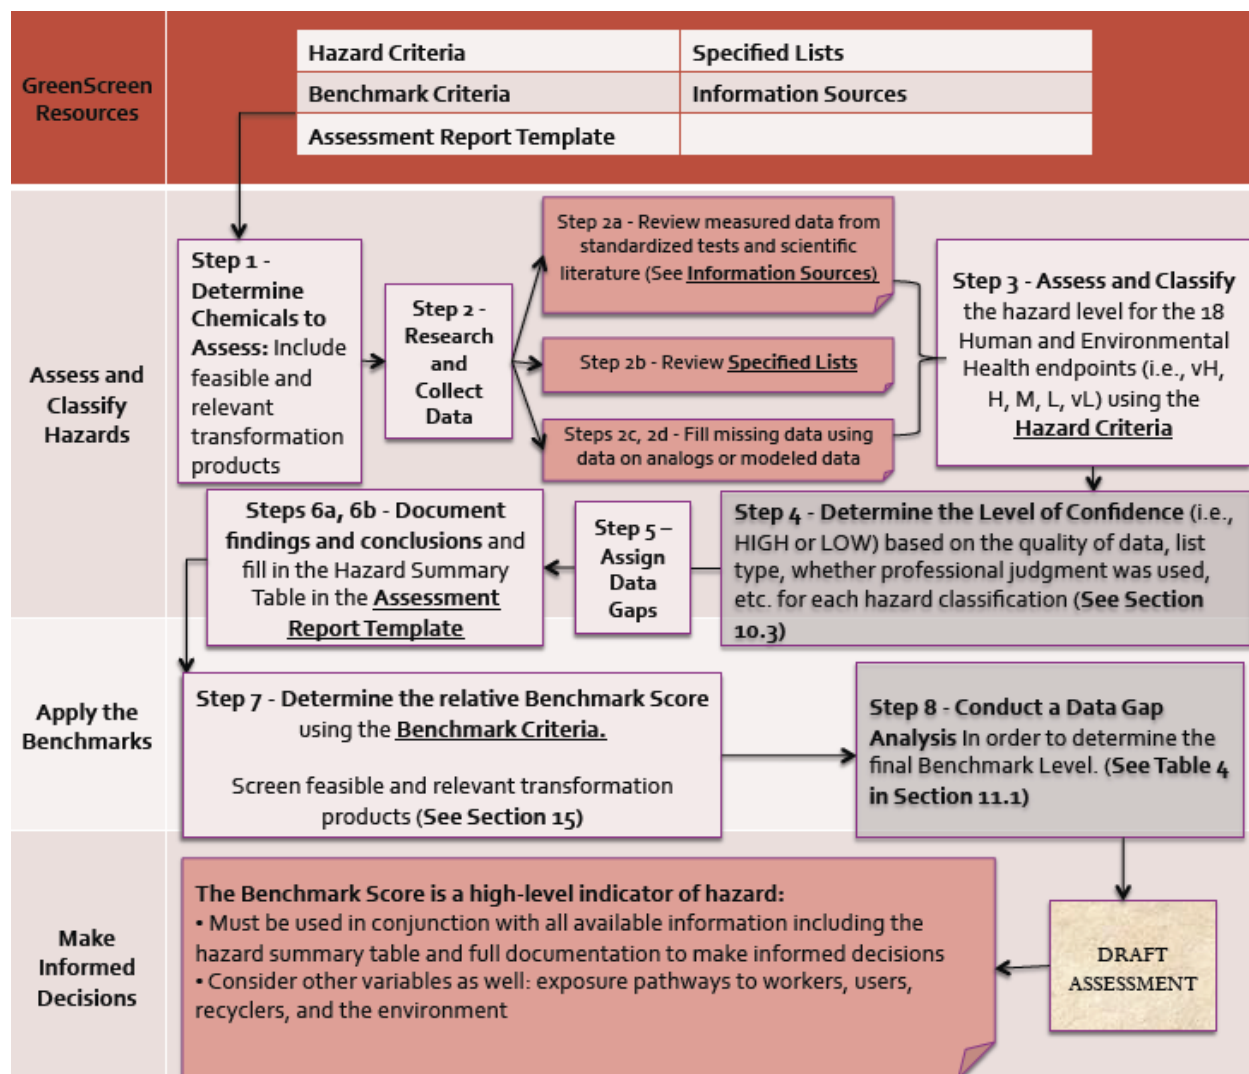 GreenScreen
Resources
Hazard Criteria
Specified Lists
Benchmark Criteria
Information Sources
Assessment Report Template
Assess and
Classify
Hazards
Step 1 -
Determine
Chemicals to
Assess: Include
feasible and
relevant
transformation
products
Step 2 -
Research
and
Collect
Data
Step 2a - Review measured data from
standardized tests and scientific
literature (See Information Sources)
Step 2b - Review Specified Lists
Steps 2c, 2d - Fill missing data using
data on analogs or modeled data
Step 3 - Assess and Classify
the hazard level for the 18
Human and Environmental
Health endpoints (i.e., vH,
H, M, L, vL) using the
Hazard Criteria
Step 4 - Determine the Level of Confidence (i.e.,
HIGH or LOW) based on the quality of data, list
type, whether professional judgment was used,
etc. for each hazard classification (See Section
10.3)
Step 5 –
Assign
Data
Gaps
Steps 6a, 6b - Document
findings and conclusions and
fill in the Hazard Summary
Table in the Assessment
Report Template
Apply the
Benchmarks
Step 7 - Determine the relative Benchmark Score
using the Benchmark Criteria.
Screen feasible and relevant transformation
products (See Section 15)
Step 8 - Conduct a Data Gap
Analysis In order to determine the
final Benchmark Level. (See Table 4
in Section 11.1)
Make
Informed
Decisions
The Benchmark Score is a high-level indicator of hazard:
• Must be used in conjunction with all available information including the
hazard summary table and full documentation to make informed decisions
• Consider other variables as well: exposure pathways to workers, users,
recyclers, and the environment
DRAFT
ASSESSMENT